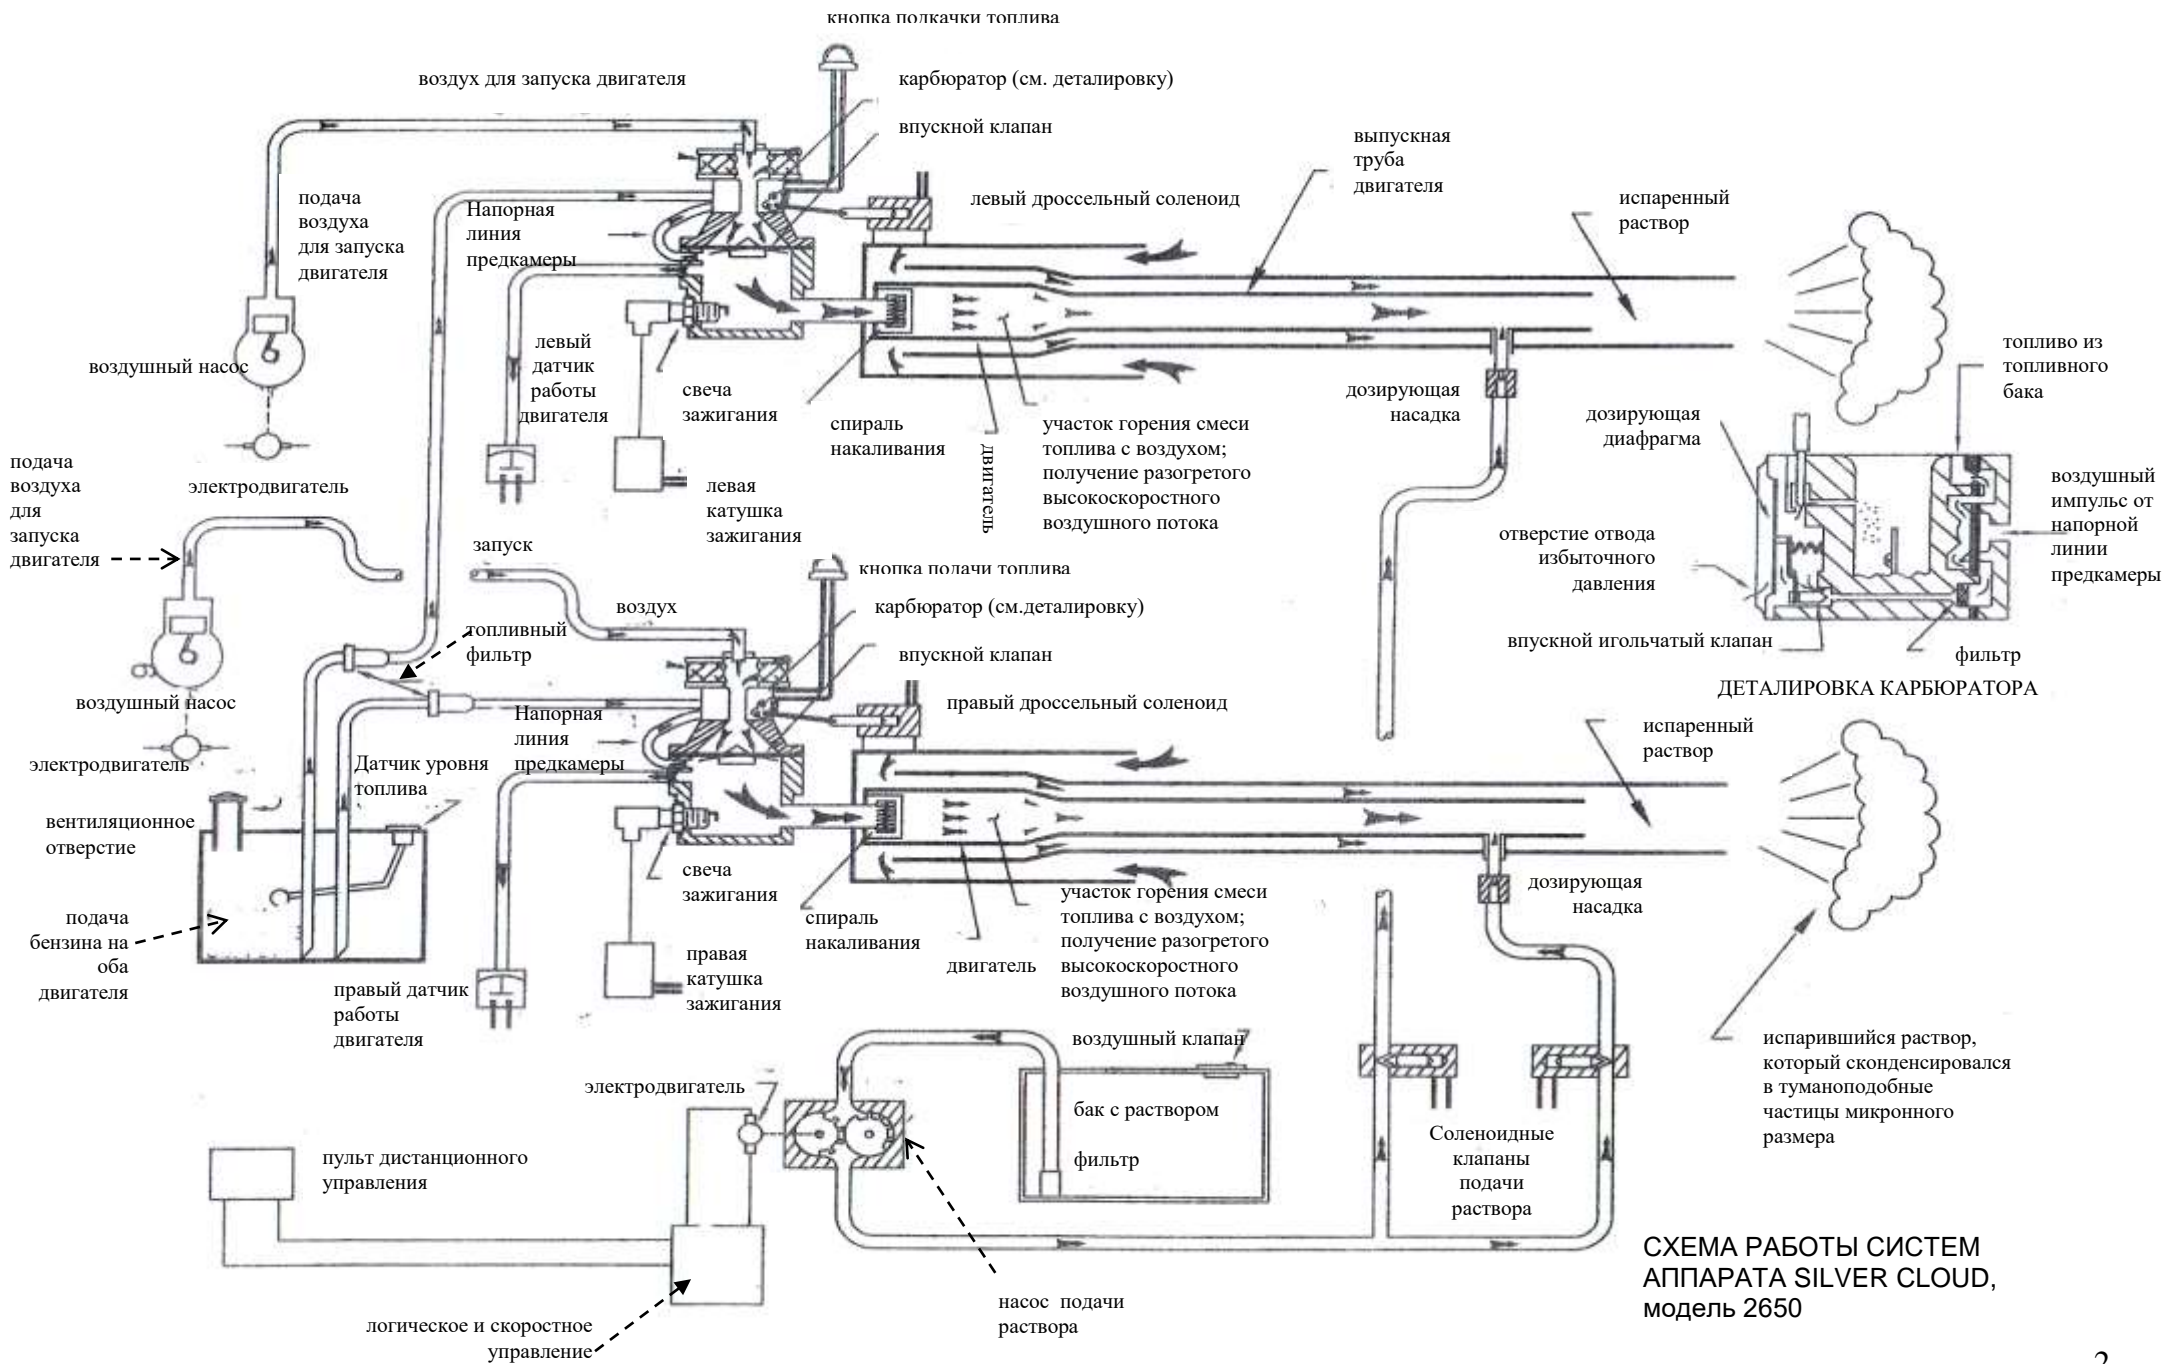 кнопка подкачки топлива
воздух для запуска двигателя
карбюратор (см. деталировку)
впускной клапан
выпускная
труба
двигателя
подача
воздуха
для запуска
двигателя
Напорная
линия
предкамеры
левый дроссельный соленоид
испаренный
раствор
воздушный насос
левый
датчик
работы
двигателя
свеча
зажигания
спираль
накаливания
двигатель
участок горения смеси
топлива с воздухом;
получение разогретого
высокоскоростного
воздушного потока
дозирующая
насадка
топливо из
топливного
бака
дозирующая
диафрагма
воздушный
импульс от
напорной
линии
предкамеры
отверстие отвода
избыточного
давления
впускной игольчатый клапан
фильтр
ДЕТАЛИРОВКА КАРБЮРАТОРА
подача
воздуха
для
запуска
двигателя
электродвигатель
левая
катушка
зажигания
запуск
кнопка подачи топлива
воздух
карбюратор (см.деталировку)
топливный
фильтр
впускной клапан
воздушный насос
Напорная
линия
предкамеры
правый дроссельный соленоид
испаренный
раствор
электродвигатель
Датчик уровня
топлива
вентиляционное
отверстие
подача
бензина на
оба
двигателя
правый датчик
работы
двигателя
свеча
зажигания
правая
катушка
зажигания
спираль
накаливания
двигатель
участок горения смеси
топлива с воздухом;
получение разогретого
высокоскоростного
воздушного потока
дозирующая
насадка
испарившийся раствор,
который сконденсировался
в туманоподобные
частицы микронного
размера
воздушный клапан
электродвигатель
бак с раствором
фильтр
Соленоидные
клапаны
подачи
раствора
пульт дистанционного
управления
насос подачи
раствора
логическое и скоростное
управление
СХЕМА РАБОТЫ СИСТЕМ
АППАРАТА SILVER CLOUD,
модель 2650
2